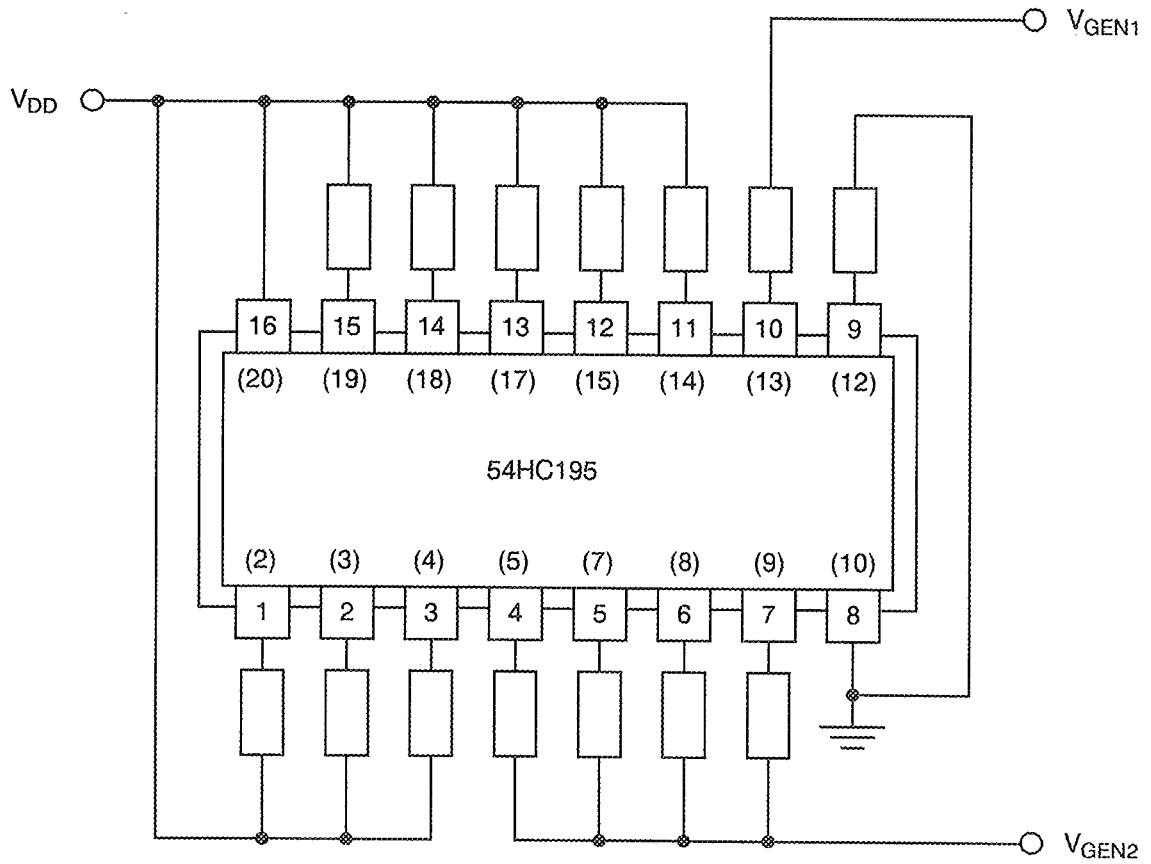 V_GEN1
V_DD
16 15 14 13 12 11 10 9
(20) (19) (18) (17) (15) (14) (13) (12)
54HC195
(2) (3) (4) (5) (7) (8) (9) (10)
1 2 3 4 5 6 7 8
V_GEN2